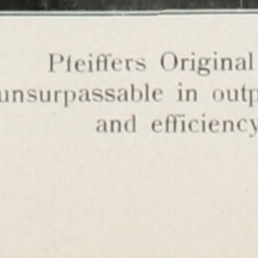 Pfeiffers Original
unsurpassable in outp
and efficiency